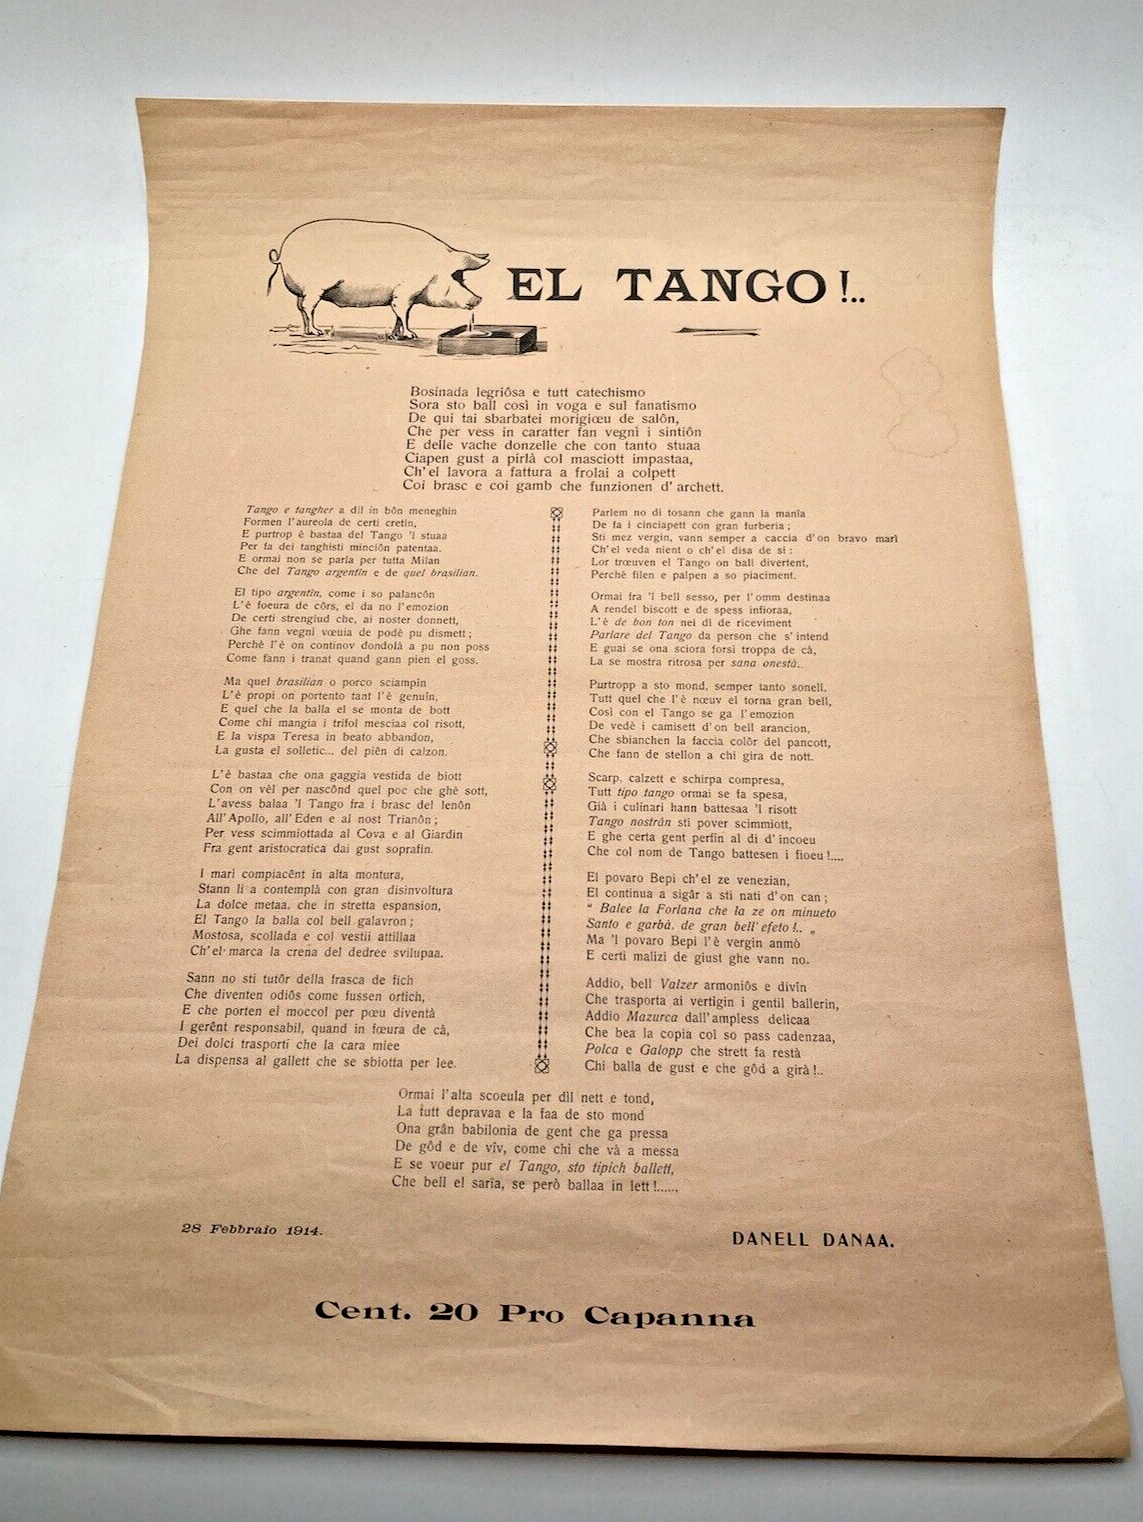 EL TANGO!..
Bosinada legriôsa e tutt catechismo
Sora sto ball così in voga e sul fanatismo
De qui tai sbarbatei morigiœu de salôn,
Che per vess in caratter fan vegnì i sintiôn
E delle vache donzelle che con tanto stuaa
Ciapen gust a pirlà col masciott impastaa,
Ch' el lavora a fattura a frolai a colpett
Coi brasc e coi gamb che funzionen d' archett.
Tango e tangher a dìl in bôn meneghin
Formen l'aureola de certi cretin,
E purtrop è bastaa del Tango 'l stuaa
Per fa dei tanghisti minciôn patentaa.
E ormai non se parla per tutta Milan
Che del Tango argentîn e de quel brasilian.
El tipo argentîn, come i so palancôn
L'è foeura de côrs, el da no l'emozion
De certi strengiud che, ai noster donnett,
Ghe fann vegnì vœuia de podè pu dismett;
Perchè l'è on continov dondolà a pu non poss
Come fann i tranat quand gann pien el goss.
Ma quel brasilian o porco sciampîn
L'è propi on portento tant l'è genuîn,
E quel che la balla el se monta de bott
Come chi mangia i trifol mesciaa col risott,
E la vispa Teresa in beato abbandon,
La gusta el solletic... del piên di calzon.
L'è bastaa che ona gaggia vestida de biott
Con on vèl per nascônd quel poc che ghè sott,
L'avess balaa 'l Tango fra i brasc del lenôn
All'Apollo, all'Eden e al nost Trianôn;
Per vess scimmiottada al Cova e al Giardin
Fra gent aristocratica dai gust soprafin.
I mari compiacênt in alta montura,
Stann lì a contemplà con gran disinvoltura
La dolce metaa, che in stretta espansion,
El Tango la balla col bell galavron;
Mostosa, scollada e col vestii attillaa
Ch'el marca la crena del dedree svilupaa.
Sann no sti tutôr della frasca de fich
Che diventen odiôs come fussen ortich,
E che porten el moccol per pœu diventà
I gerênt responsabil, quand in fœura de cà,
Dei dolci trasporti che la cara miee
La dispensa al gallett che se sbiotta per lee.
Parlem no di tosann che gann la manîa
De fa i cinciapett con gran furberia;
Sti mez vergin, vann semper a caccia d'on bravo marì
Ch'el veda nient o ch'el disa de sì:
Lor trœuven el Tango on ball divertent,
Perchè filen e palpen a so piaciment.
Ormai fra 'l bell sesso, per l'omm destinaa
A rendel biscott e de spess infioraa,
L'è de bon ton nei dì de riceviment
Parlare del Tango da person che s'intend
E guai se ona sciora forsi troppa de cà,
La se mostra ritrosa per sana onestà..
Purtropp a sto mond, semper tanto sonell,
Tutt quel che l'è nœuv el torna gran bell,
Così con el Tango se ga l'emozion
De vedè i camisett d'on bell arancion,
Che sbianchen la faccia colôr del pancott,
Che fann de stellon a chi gira de nott.
Scarp, calzett e schirpa compresa,
Tutt tipo tango ormai se fa spesa,
Già i culinari hann battesaa 'l risott
Tango nostrân sti pover scimmiott,
E ghe certa gent perfin al dì d'incoeu
Che col nom de Tango battesen i fioeu!....
El povaro Bepi ch'el ze venezian,
El continua a sigâr a sti nati d'on can;
" Balee la Forlana che la ze on minueto
Santo e garbà, de gran bell' efeto!.. „
Ma 'l povaro Bepi l'è vergin anmò
E certi malizi de giust ghe vann no.
Addio, bell Valzer armoniôs e divîn
Che trasporta ai vertigin i gentil ballerin,
Addio Mazurca dall'ampless delicaa
Che bea la copia col so pass cadenzaa,
Polca e Galopp che strett fa restà
Chi balla de gust e che gôd a girà!..
Ormai l'alta scoeula per dìl nett e tond,
La tutt depravaa e la faa de sto mond
Ona grân babilonia de gent che ga pressa
De gôd e de vîv, come chi che và a messa
E se voeur pur el Tango, sto tipich ballett,
Che bell el sarïa, se però ballaa in lett!......
28 Febbraio 1914.
DANELL DANAA.
Cent. 20 Pro Capanna